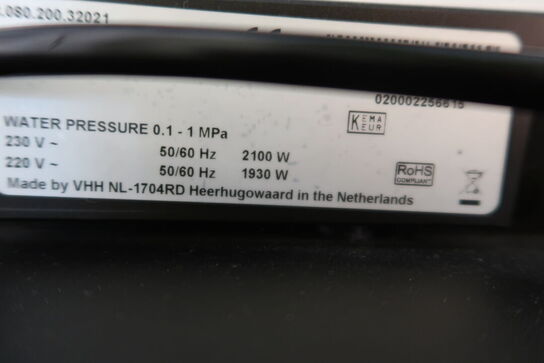 .080.200.32021
020002256615
KEMA
KEUR
WATER PRESSURE 0.1 - 1 MPa
230 V ~ 50/60 Hz 2100 W
220 V ~ 50/60 Hz 1930 W
RoHS
COMPLIANT
Made by VHH NL-1704RD Heerhugowaard in the Netherlands